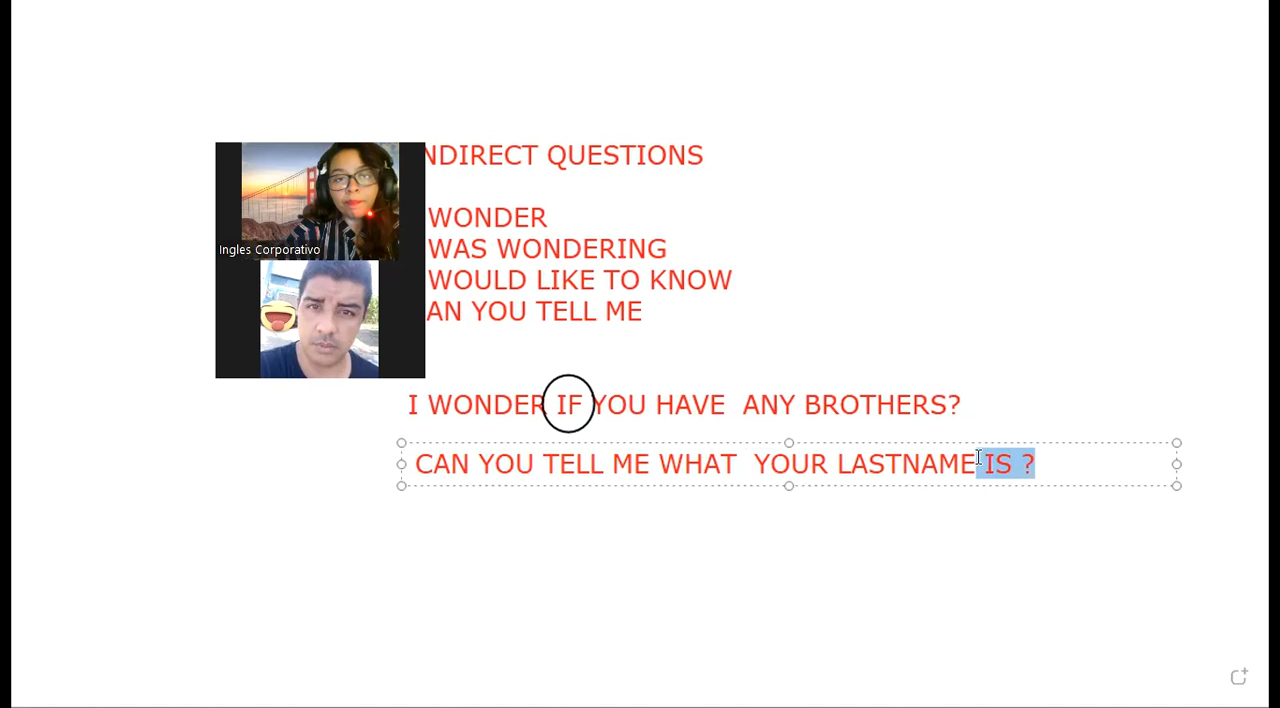 NDIRECT QUESTIONS
WONDER
WAS WONDERING
WOULD LIKE TO KNOW
AN YOU TELL ME
Ingles Corporativo
I WONDER IF YOU HAVE ANY BROTHERS?
CAN YOU TELL ME WHAT YOUR LASTNAME IS ?